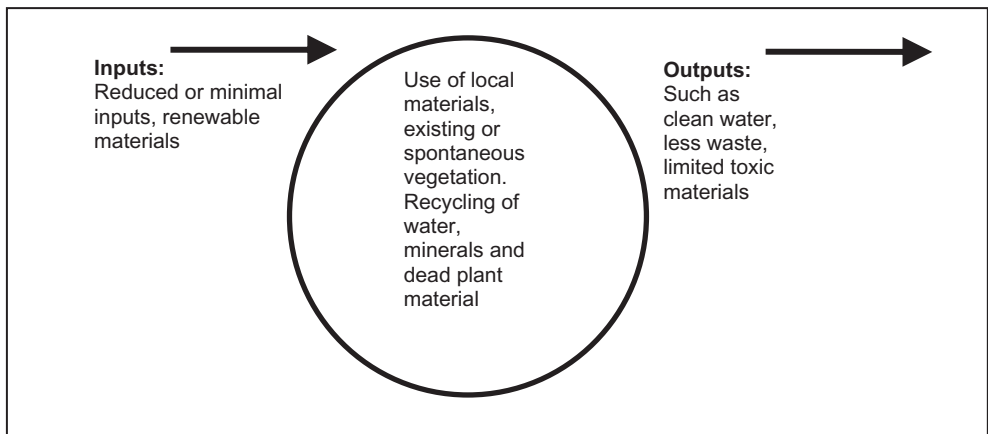 Inputs:
Reduced or minimal
inputs, renewable
materials
Use of local
materials,
existing or
spontaneous
vegetation.
Recycling of
water,
minerals and
dead plant
material
Outputs:
Such as
clean water,
less waste,
limited toxic
materials